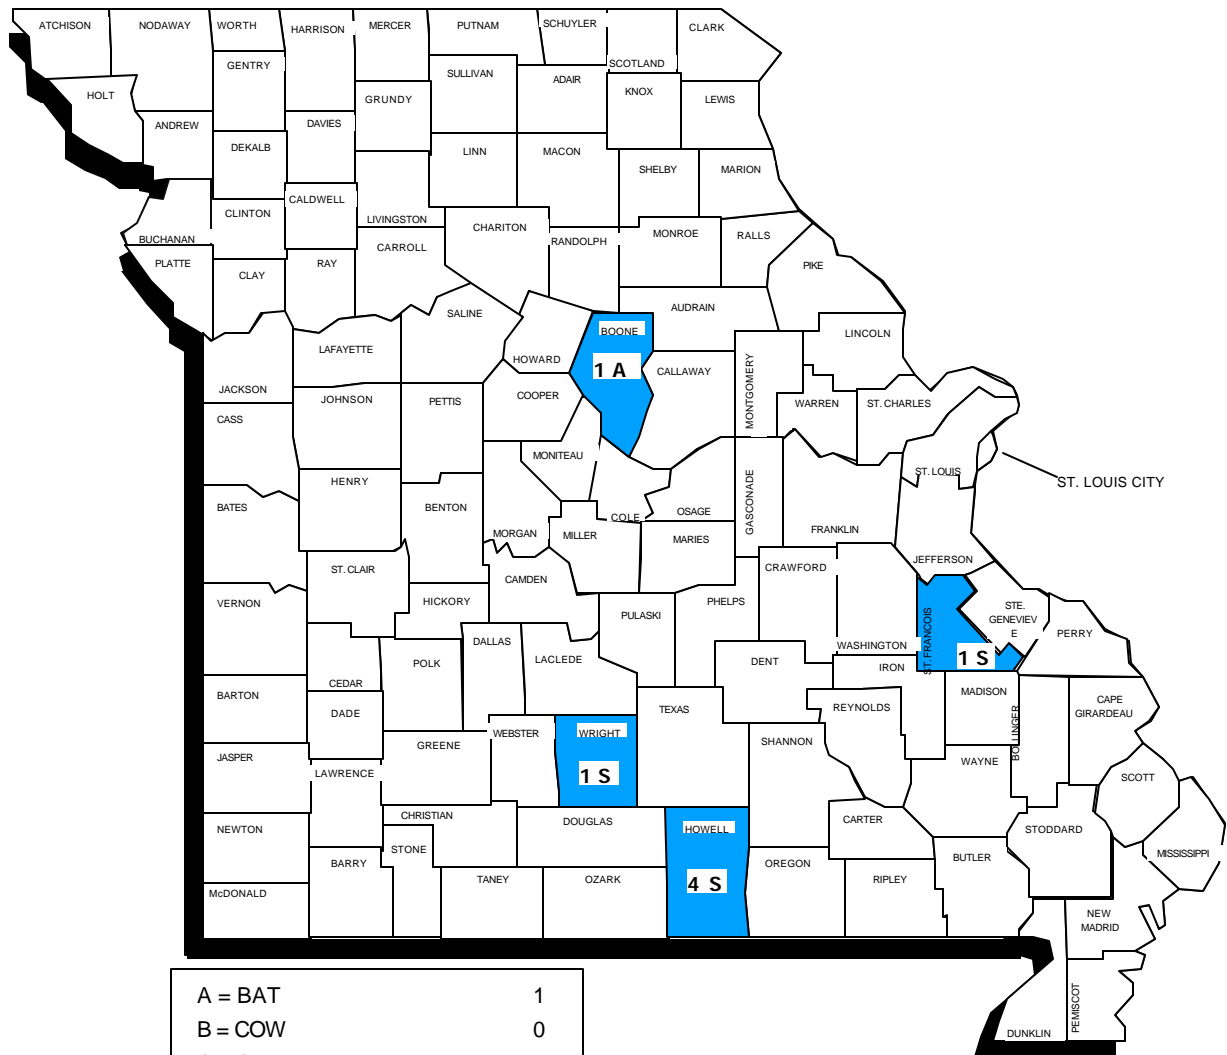 ATCHISON
NODAWAY
WORTH
HARRISON
MERCER
PUTNAM
SCHUYLER
SCOTLAND
CLARK
HOLT
GENTRY
GRUNDY
SULLIVAN
ADAIR
KNOX
LEWIS
ANDREW
DEKALB
DAVIES
LINN
MACON
SHELBY
MARION
BUCHANAN
CLINTON
CALDWELL
LIVINGSTON
CHARITON
RANDOLPH
MONROE
RALLS
PIKE
PLATTE
CLAY
RAY
CARROLL
SALINE
HOWARD
BOONE
1 A
AUDRAIN
CALLAWAY
MONTGOMERY
LINCOLN
WARREN
ST. CHARLES
JACKSON
LAFAYETTE
JOHNSON
PETTIS
COOPER
MONITEAU
CASS
HENRY
BENTON
MORGAN
MILLER
COLE
OSAGE
GASCONADE
FRANKLIN
ST. LOUIS
ST. LOUIS CITY
JEFFERSON
BATES
ST. CLAIR
HICKORY
CAMDEN
MARIES
PULASKI
PHELPS
CRAWFORD
WASHINGTON
ST. FRANCOIS
1 S
STE.
GENEVIEV
E
PERRY
VERNON
CEDAR
POLK
DALLAS
LACLEDE
TEXAS
DENT
IRON
REYNOLDS
MADISON
BOLLINGER
CAPE
GIRARDEAU
BARTON
DADE
GREENE
WEBSTER
WRIGHT
1 S
SHANNON
WAYNE
SCOTT
JASPER
LAWRENCE
CHRISTIAN
DOUGLAS
HOWELL
4 S
CARTER
STODDARD
MISSISSIPPI
NEWTON
BARRY
STONE
TANEY
OZARK
OREGON
RIPLEY
BUTLER
McDONALD
NEW
MADRID
PEMISCOT
DUNKLIN
A = BAT 1
B = COW 0